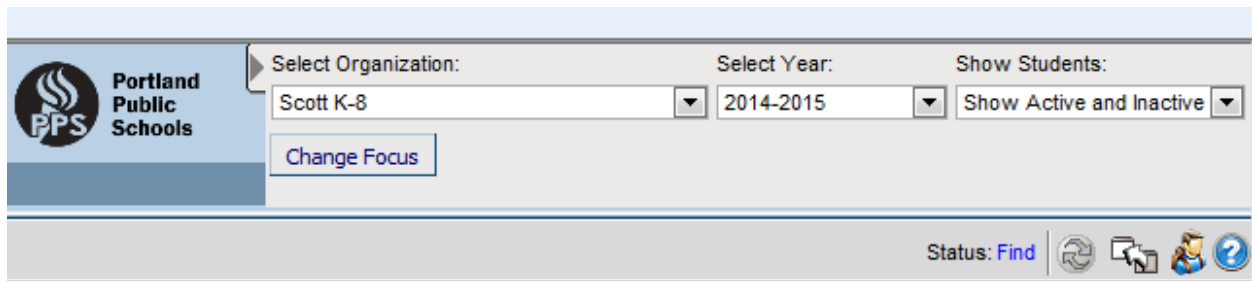 PPS
Portland
Public
Schools
Select Organization:
Scott K-8
Select Year:
2014-2015
Show Students:
Show Active and Inactive
Change Focus
Status: Find
?